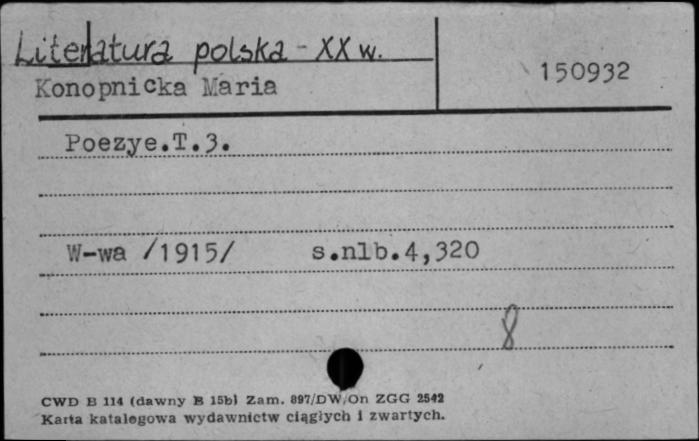 Literatura polska - XX w.
150932
Konopnicka Maria
Poezye.T.3.
W-wa /1915/ s.nlb.4,320
8
CWD B 114 (dawny B 15b) Zam. 897/DW/On ZGG 2542
Karta katalogowa wydawnictw ciągłych i zwartych.